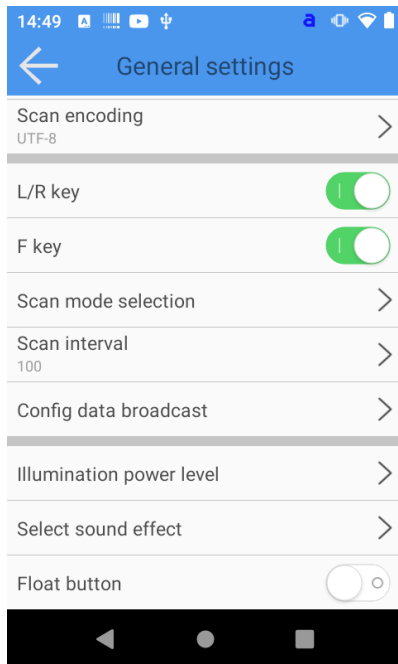 14:49
General settings
Scan encoding
UTF-8
L/R key
F key
Scan mode selection
Scan interval
100
Config data broadcast
Illumination power level
Select sound effect
Float button